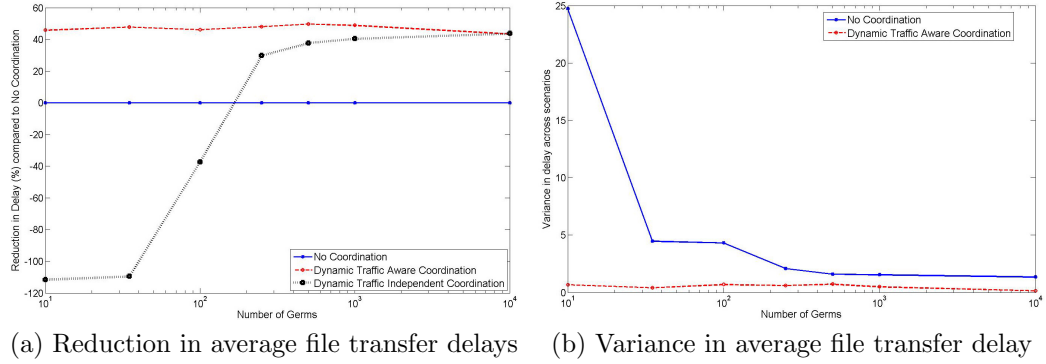 60
40
20
0
-20
-40
-60
-80
-100
-120
Reduction in Delay (%) compared to No Coordination
No Coordination
Dynamic Traffic Aware Coordination
Dynamic Traffic Independent Coordination
10^1 10^2 10^3 10^4
Number of Germs
(a) Reduction in average file transfer delays
25
20
15
10
5
0
Variance in delay across scenarios
No Coordination
Dynamic Traffic Aware Coordination
10^1 10^2 10^3 10^4
Number of Germs
(b) Variance in average file transfer delay